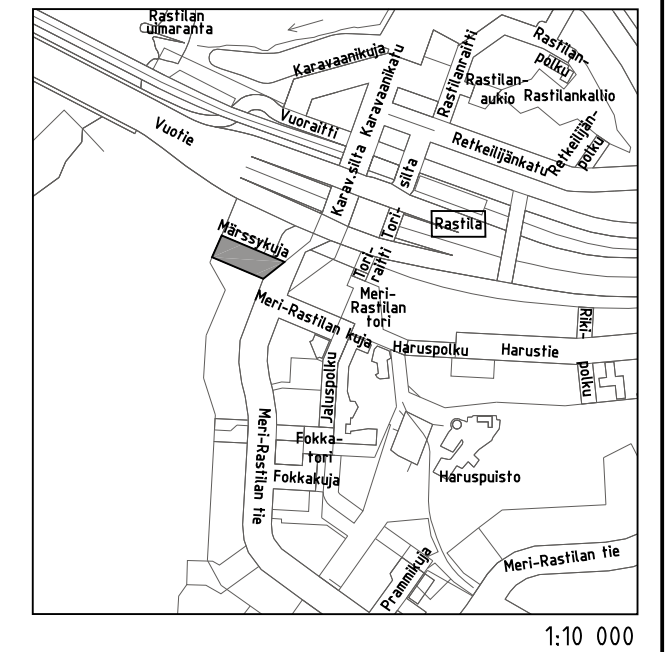 Rastilan
uimaranta
Karavaanikuja
Karavaanikatu
Rastilanraitti
Rastilan-
polku
Rastilan-
aukio
Rastilankallio
Vuotie
Vuoraitti
Retkeilijänkatu
Retkeilijän-
polku
Karav.silta
Tori-
silta
Rastila
Märssykuja
Tori-
raitti
Meri-
Rastilan
tori
Meri-Rastilan kuja
Haruspolku
Harustie
Riki-
polku
Jaluspolku
Meri-Rastilan tie
Fokka-
tori
Fokkakuja
Haruspuisto
Prammikuja
Meri-Rastilan tie
1:10 000